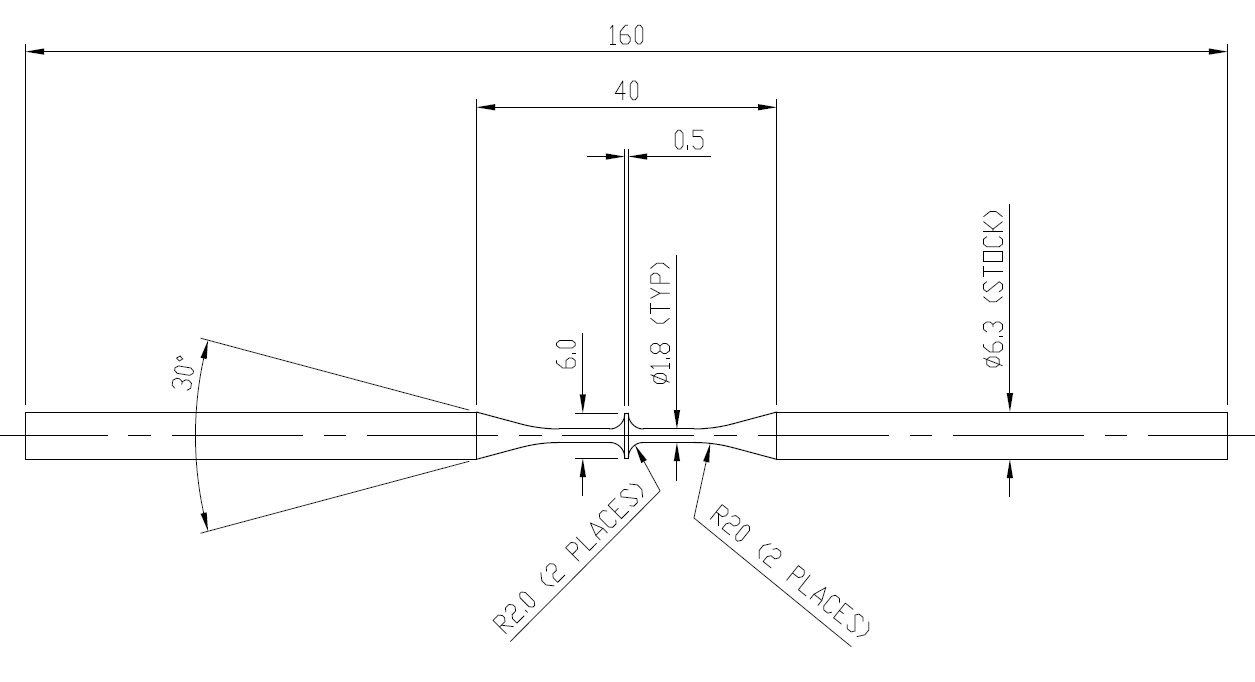 160
40
0.5
Ø6.3 (STOCK)
Ø1.8 (TYP)
6.0
30°
R2.0 (2 PLACES)
R20 (2 PLACES)